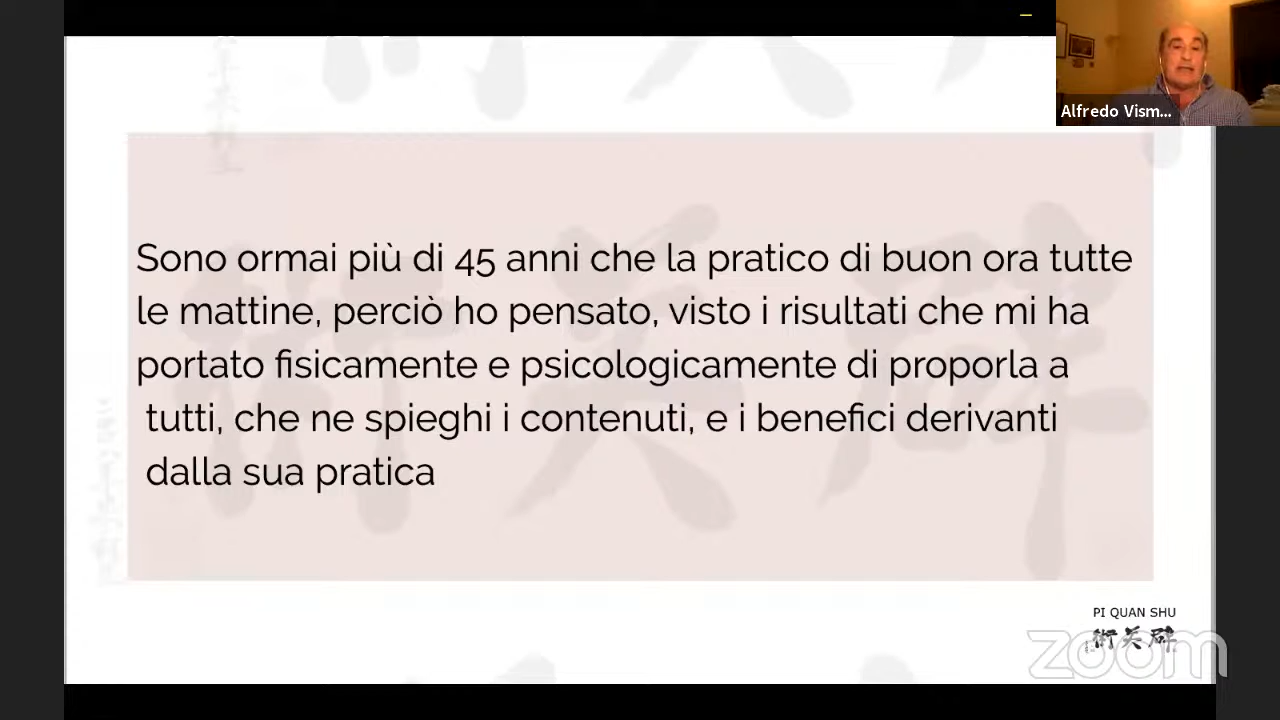 Alfredo Vism...
Sono ormai più di 45 anni che la pratico di buon ora tutte
le mattine, perciò ho pensato, visto i risultati che mi ha
portato fisicamente e psicologicamente di proporla a
tutti, che ne spieghi i contenuti, e i benefici derivanti
dalla sua pratica
PI QUAN SHU
zoom